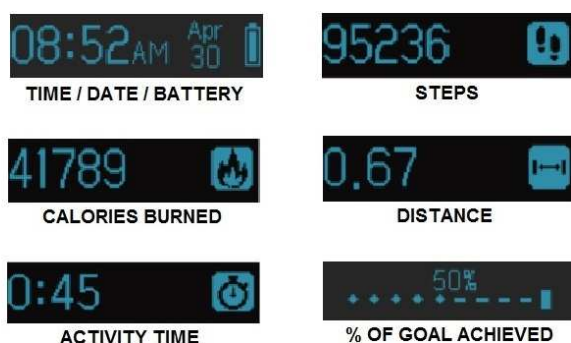 08:52AM Apr 30
TIME / DATE / BATTERY
95236
STEPS
41789
CALORIES BURNED
0.67
DISTANCE
0:45
ACTIVITY TIME
50%
% OF GOAL ACHIEVED